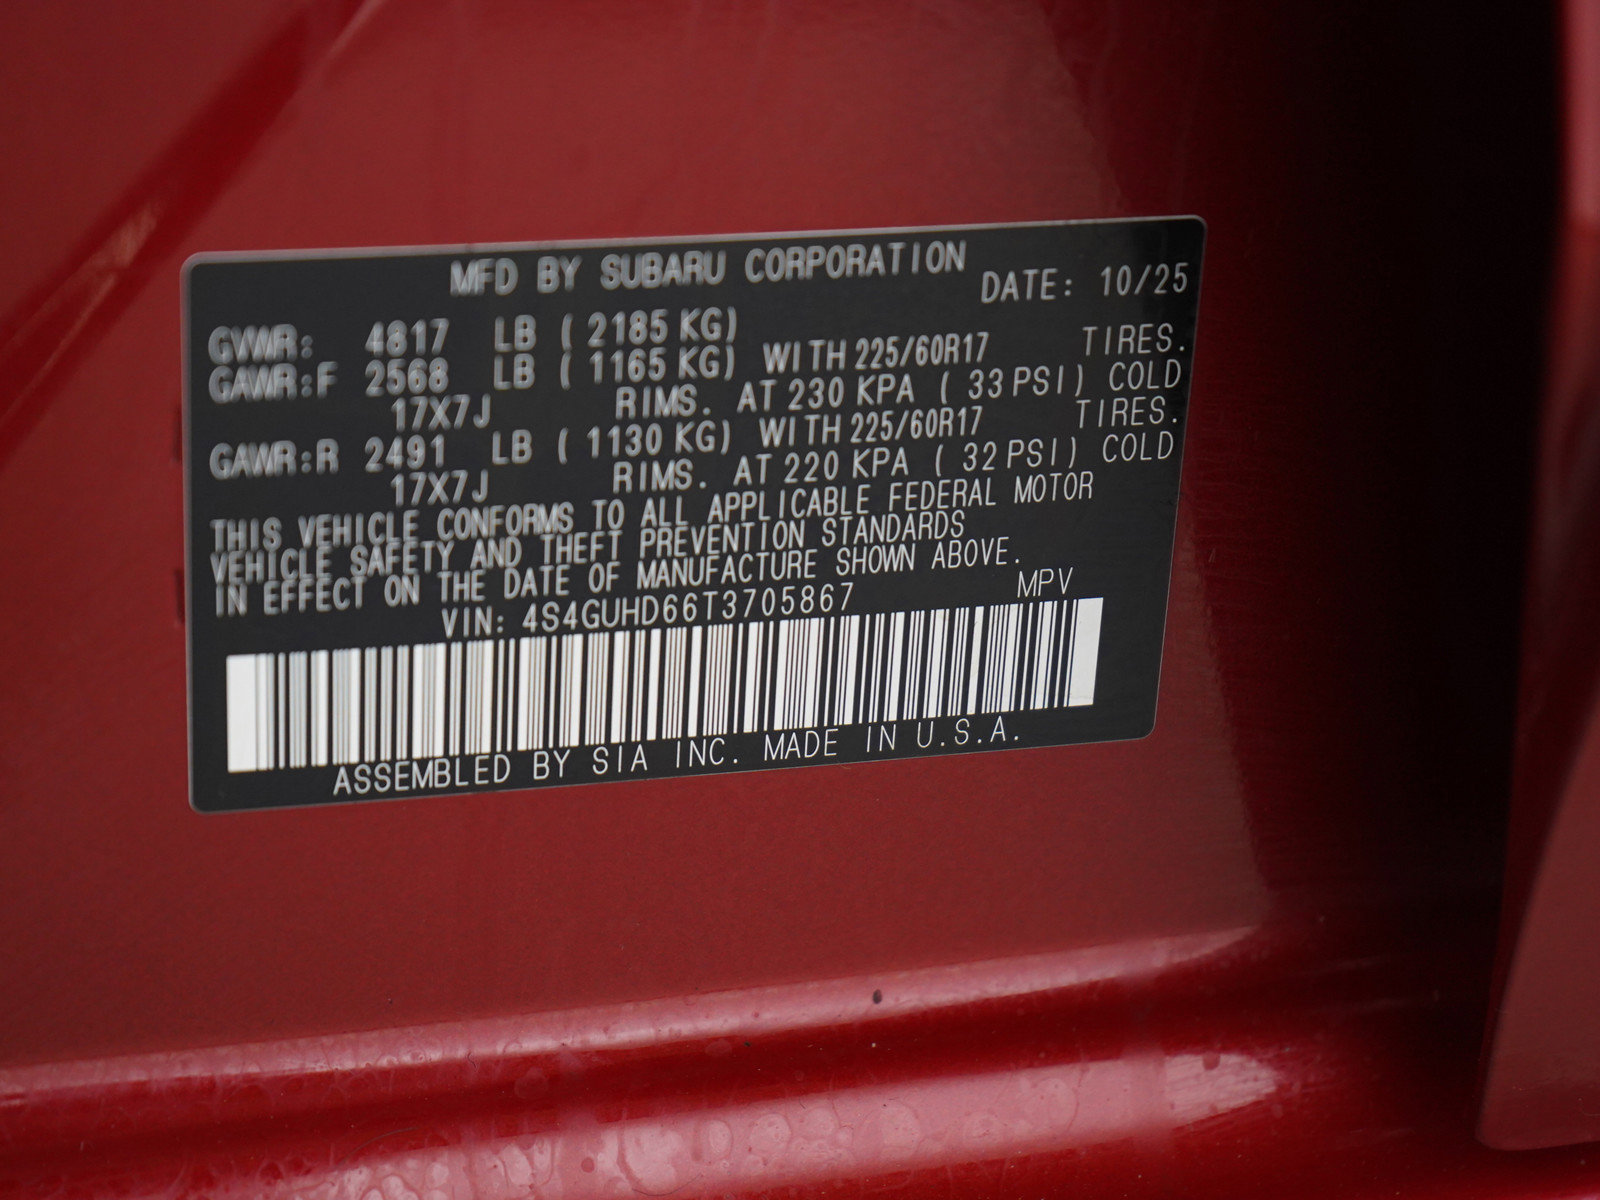 MFD BY SUBARU CORPORATION
DATE: 10/25
GVWR: 4817 LB ( 2185 KG)
GAWR:F 2568 LB ( 1165 KG) WITH 225/60R17 TIRES.
17X7J RIMS. AT 230 KPA ( 33 PSI) COLD
GAWR:R 2491 LB ( 1130 KG) WITH 225/60R17 TIRES.
17X7J RIMS. AT 220 KPA ( 32 PSI) COLD
THIS VEHICLE CONFORMS TO ALL APPLICABLE FEDERAL MOTOR
VEHICLE SAFETY AND THEFT PREVENTION STANDARDS
IN EFFECT ON THE DATE OF MANUFACTURE SHOWN ABOVE.
VIN: 4S4GUHD66T3705867 MPV
ASSEMBLED BY SIA INC. MADE IN U.S.A.